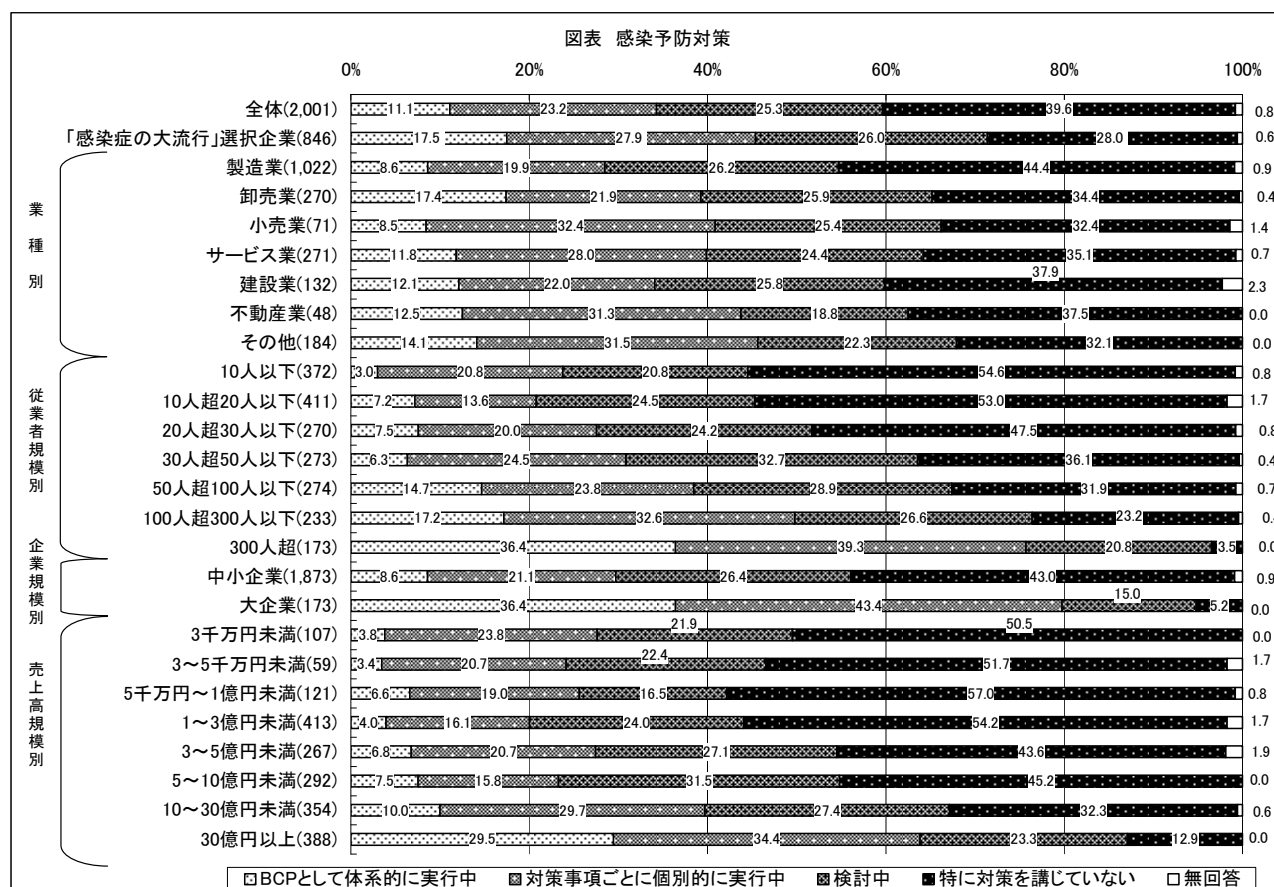 図表 感染予防対策
0% 20% 40% 60% 80% 100%
全体(2,001) 11.1 23.2 25.3 39.6 0.8
「感染症の大流行」選択企業(846) 17.5 27.9 26.0 28.0 0.6
業種別
製造業(1,022) 8.6 19.9 26.2 44.4 0.9
卸売業(270) 17.4 21.9 25.9 34.4 0.4
小売業(71) 8.5 32.4 25.4 32.4 1.4
サービス業(271) 11.8 28.0 24.4 35.1 0.7
建設業(132) 12.1 22.0 25.8 37.9 2.3
不動産業(48) 12.5 31.3 18.8 37.5 0.0
その他(184) 14.1 31.5 22.3 32.1 0.0
従業者規模別
10人以下(372) 3.0 20.8 20.8 54.6 0.8
10人超20人以下(411) 7.2 13.6 24.5 53.0 1.7
20人超30人以下(270) 7.5 20.0 24.2 47.5 0.8
30人超50人以下(273) 6.3 24.5 32.7 36.1 0.4
50人超100人以下(274) 14.7 23.8 28.9 31.9 0.7
100人超300人以下(233) 17.2 32.6 26.6 23.2
300人超(173) 36.4 39.3 20.8 3.5 0.0
企業規模別
中小企業(1,873) 8.6 21.1 26.4 43.0 0.9
大企業(173) 36.4 43.4 15.0 5.2 0.0
売上高規模別
3千万円未満(107) 3.8 23.8 21.9 50.5 0.0
3～5千万円未満(59) 3.4 20.7 22.4 51.7 1.7
5千万円～1億円未満(121) 6.6 19.0 16.5 57.0 0.8
1～3億円未満(413) 4.0 16.1 24.0 54.2 1.7
3～5億円未満(267) 6.8 20.7 27.1 43.6 1.9
5～10億円未満(292) 7.5 15.8 31.5 45.2 0.0
10～30億円未満(354) 10.0 29.7 27.4 32.3 0.6
30億円以上(388) 29.5 34.4 23.3 12.9 0.0
BCPとして体系的に実行中 対策事項ごとに個別的に実行中 検討中 特に対策を講じていない 無回答